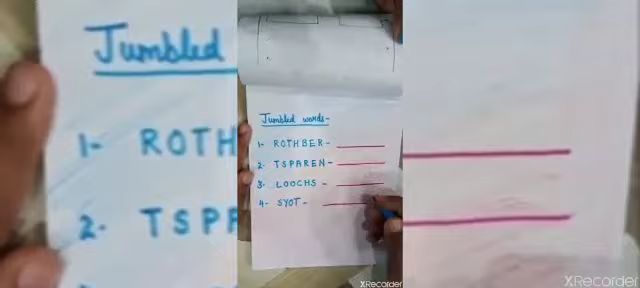 Jumbled words-
1- ROTHBER-
2- TSPAREN-
3- LOOCHS -
4- SYOT-
XRecorder